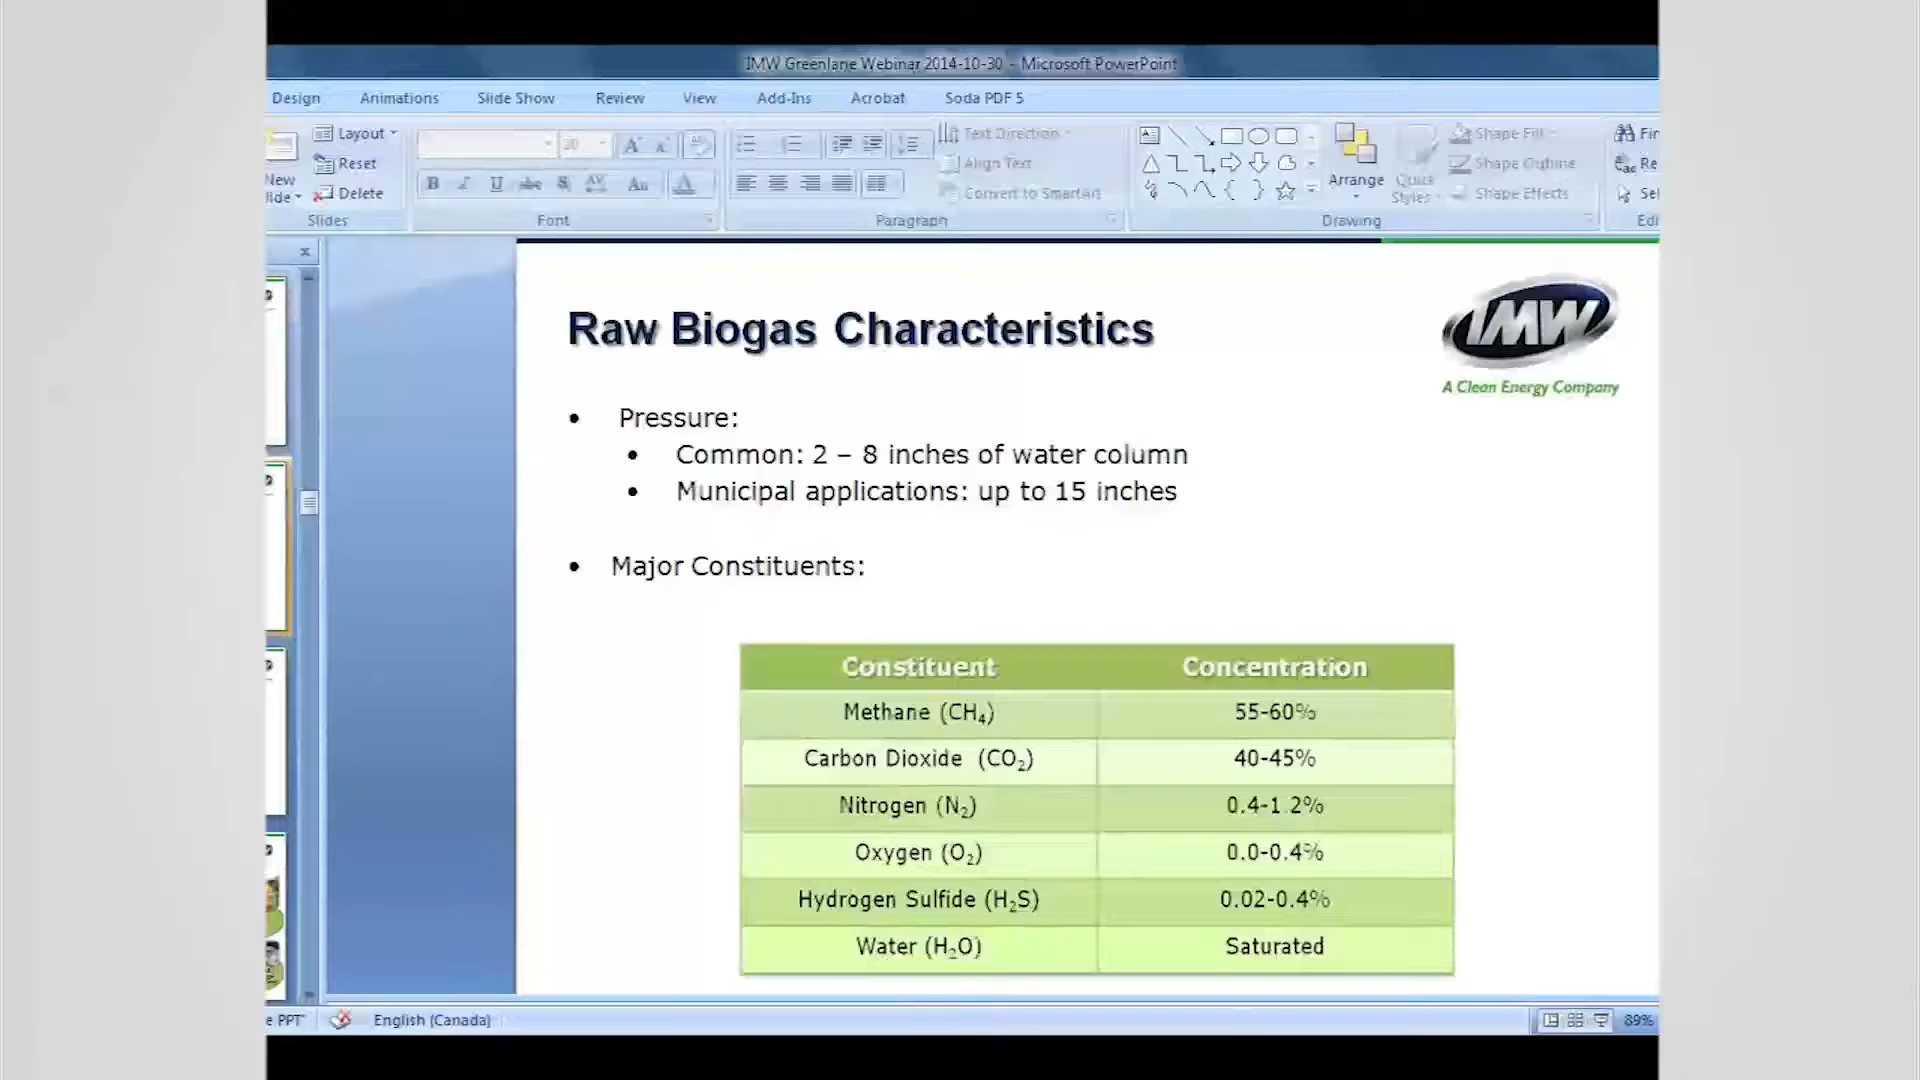 IMW Greenlane Webinar 2014-10-30 - Microsoft PowerPoint
Design Animations Slide Show Review View Add-Ins Acrobat Soda PDF 5
Layout
Reset
New
Delete
Slides
20
Font
Text Direction
Align Text
Convert to SmartArt
Paragraph
Arrange
Quick
Styles
Shape Fill
Shape Outline
Shape Effects
Drawing
Raw Biogas Characteristics
IMW
A Clean Energy Company
• Pressure:
• Common: 2 – 8 inches of water column
• Municipal applications: up to 15 inches
• Major Constituents:
Constituent Concentration
Methane (CH₄) 55-60%
Carbon Dioxide (CO₂) 40-45%
Nitrogen (N₂) 0.4-1.2%
Oxygen (O₂) 0.0-0.4%
Hydrogen Sulfide (H₂S) 0.02-0.4%
Water (H₂O) Saturated
e PPT" English (Canada) 89%